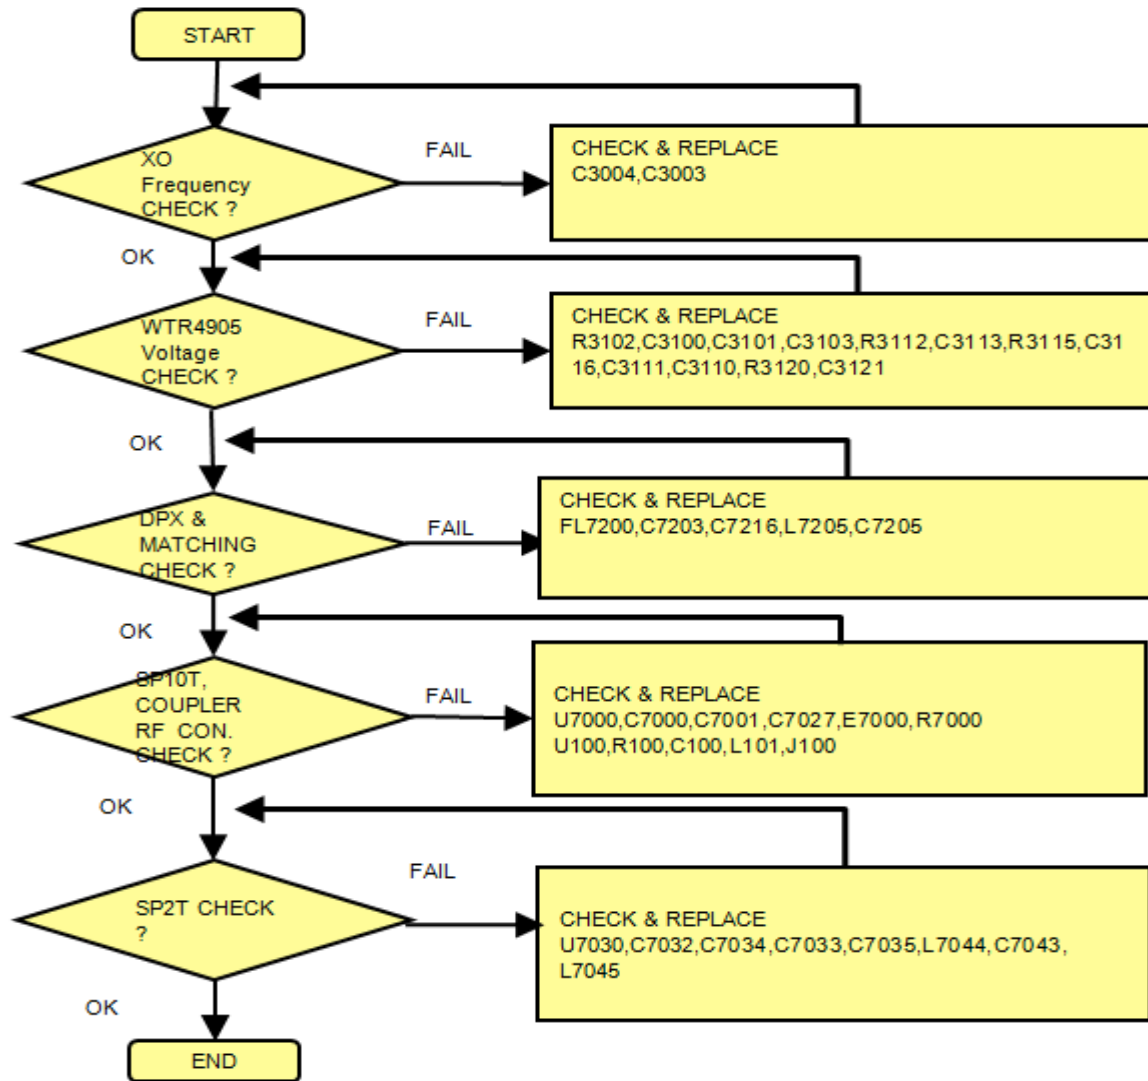 START
XO
Frequency
CHECK ?
FAIL
CHECK & REPLACE
C3004,C3003
OK
WTR4905
Voltage
CHECK ?
FAIL
CHECK & REPLACE
R3102,C3100,C3101,C3103,R3112,C3113,R3115,C31
16,C3111,C3110,R3120,C3121
OK
DPX &
MATCHING
CHECK ?
FAIL
CHECK & REPLACE
FL7200,C7203,C7216,L7205,C7205
OK
SP10T,
COUPLER
RF CON.
CHECK ?
FAIL
CHECK & REPLACE
U7000,C7000,C7001,C7027,E7000,R7000
U100,R100,C100,L101,J100
OK
SP2T CHECK
?
FAIL
CHECK & REPLACE
U7030,C7032,C7034,C7033,C7035,L7044,C7043,
L7045
OK
END